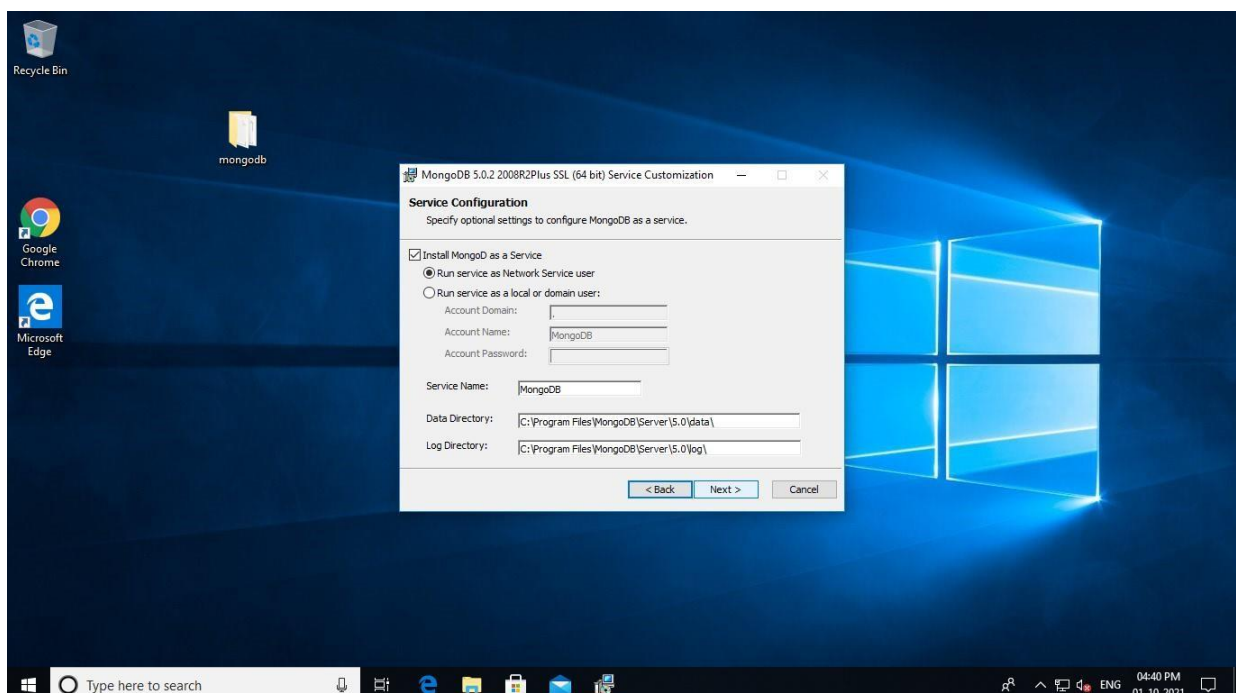 Recycle Bin
mongodb
Google
Chrome
Microsoft
Edge
MongoDB 5.0.2 2008R2Plus SSL (64 bit) Service Customization
Service Configuration
Specify optional settings to configure MongoDB as a service.
Install MongoD as a Service
Run service as Network Service user
Run service as a local or domain user:
Account Domain: .
Account Name: MongoDB
Account Password:
Service Name: MongoDB
Data Directory: C:\Program Files\MongoDB\Server\5.0\data\
Log Directory: C:\Program Files\MongoDB\Server\5.0\log\
< Back Next > Cancel
Type here to search
ENG
04:40 PM
01-10-2021